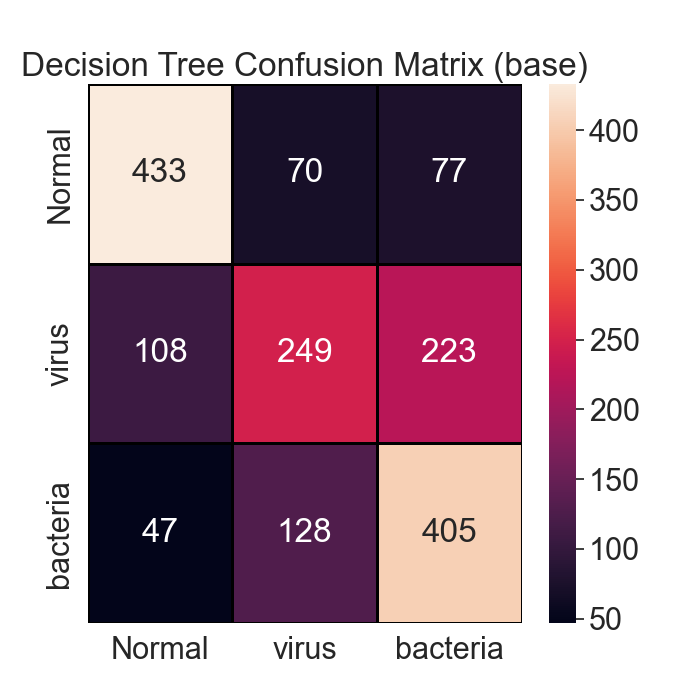 Decision Tree Confusion Matrix (base)
Normal 433 70 77
virus 108 249 223
bacteria 47 128 405
Normal virus bacteria
400
350
300
250
200
150
100
50